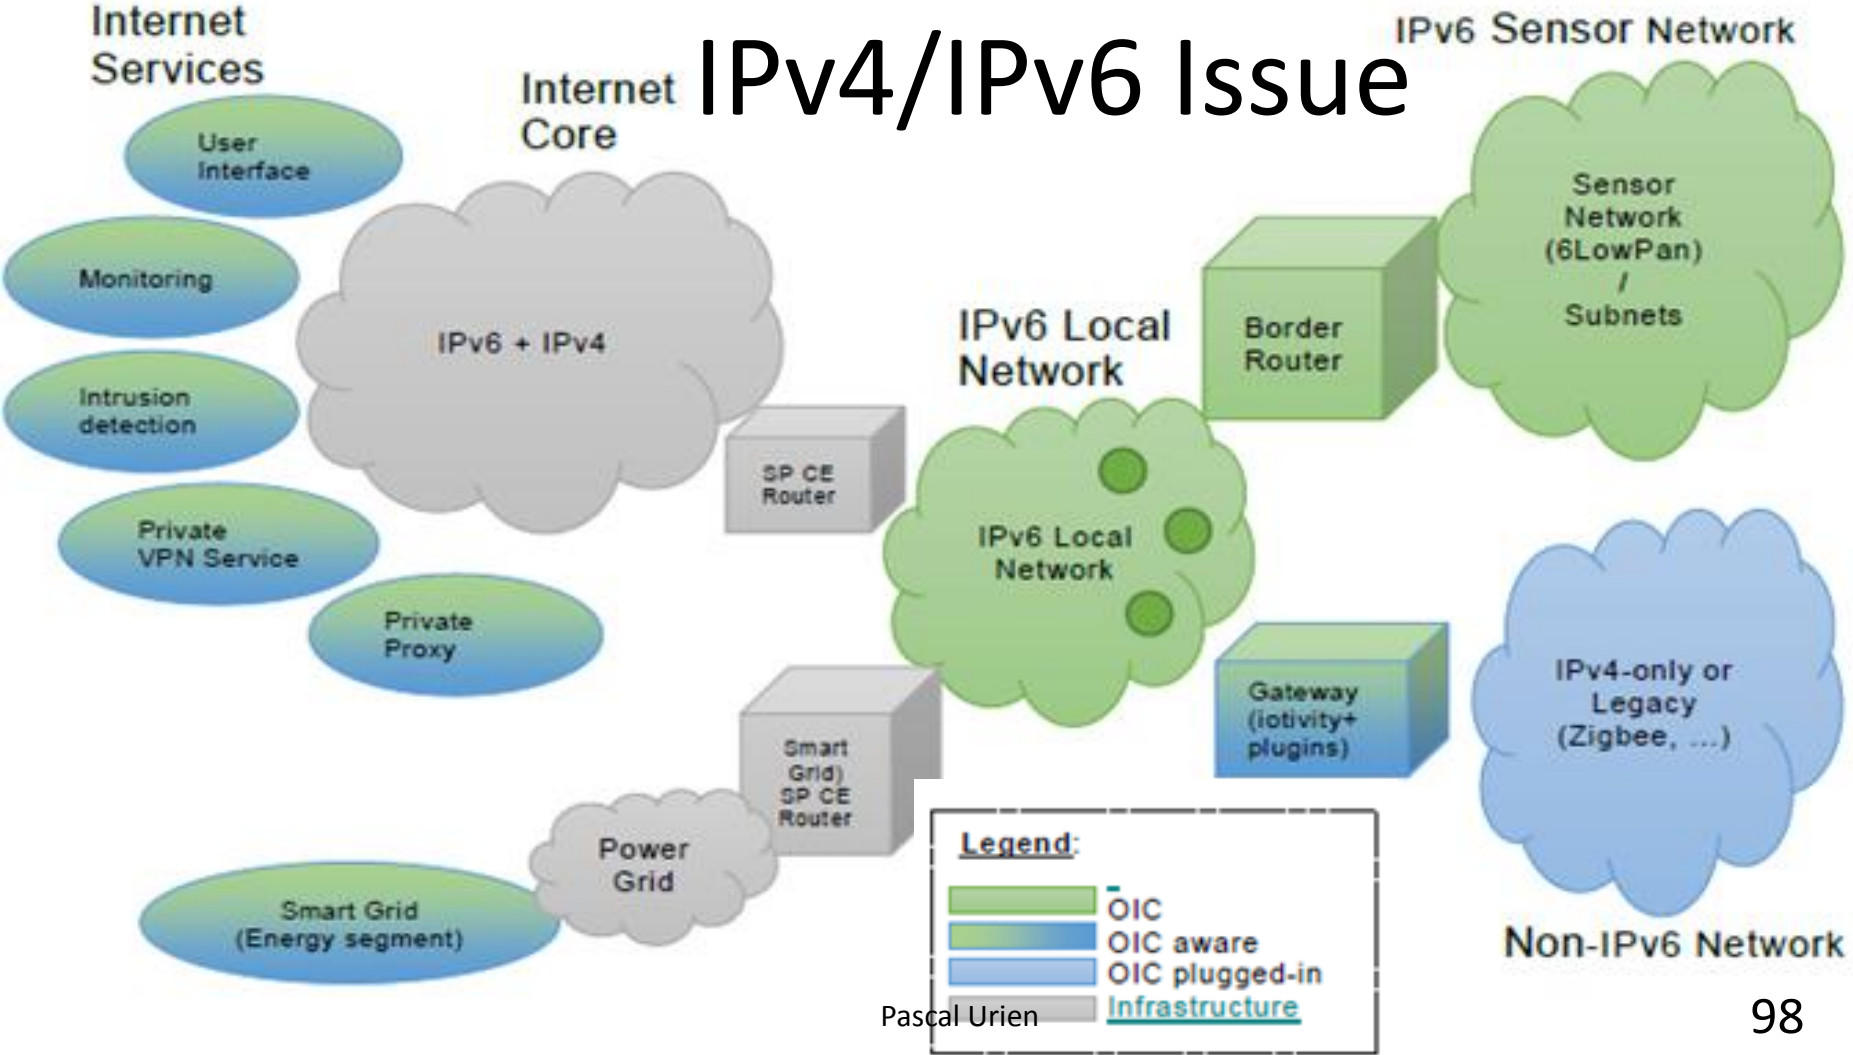 Internet
Services
Internet
Core
IPv4/IPv6 Issue
IPv6 Sensor Network
User
Interface
Monitoring
Intrusion
detection
Private
VPN Service
Private
Proxy
IPv6 + IPv4
SP CE
Router
IPv6 Local
Network
IPv6 Local
Network
Border
Router
Sensor
Network
(6LowPan)
/
Subnets
Gateway
(iotivity+
plugins)
IPv4-only or
Legacy
(Zigbee, ...)
Non-IPv6 Network
Smart
Grid)
SP CE
Router
Power
Grid
Smart Grid
(Energy segment)
Legend:
OIC
OIC aware
OIC plugged-in
Infrastructure
Pascal Urien
98